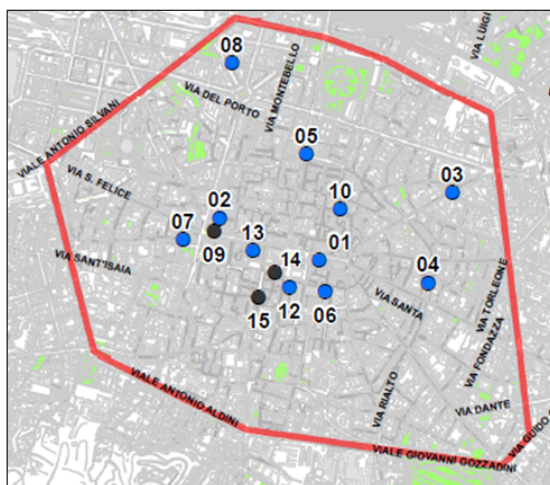 VIA LUIGI
08
VIA MONTEBELLO
VIA DEL PORTO
VIALE ANTONIO SILVANI
05
VIA S. FELICE
03
02
10
07
09
13
01
VIA SANT'ISAIA
14
04
VIA TORLEONE
12
06
VIA SANTA
15
VIA FONDAZZA
VIALE ANTONIO ALDINI
VIA RIALTO
VIA DANTE
VIA GUIDO
VIALE GIOVANNI GOZZADINI